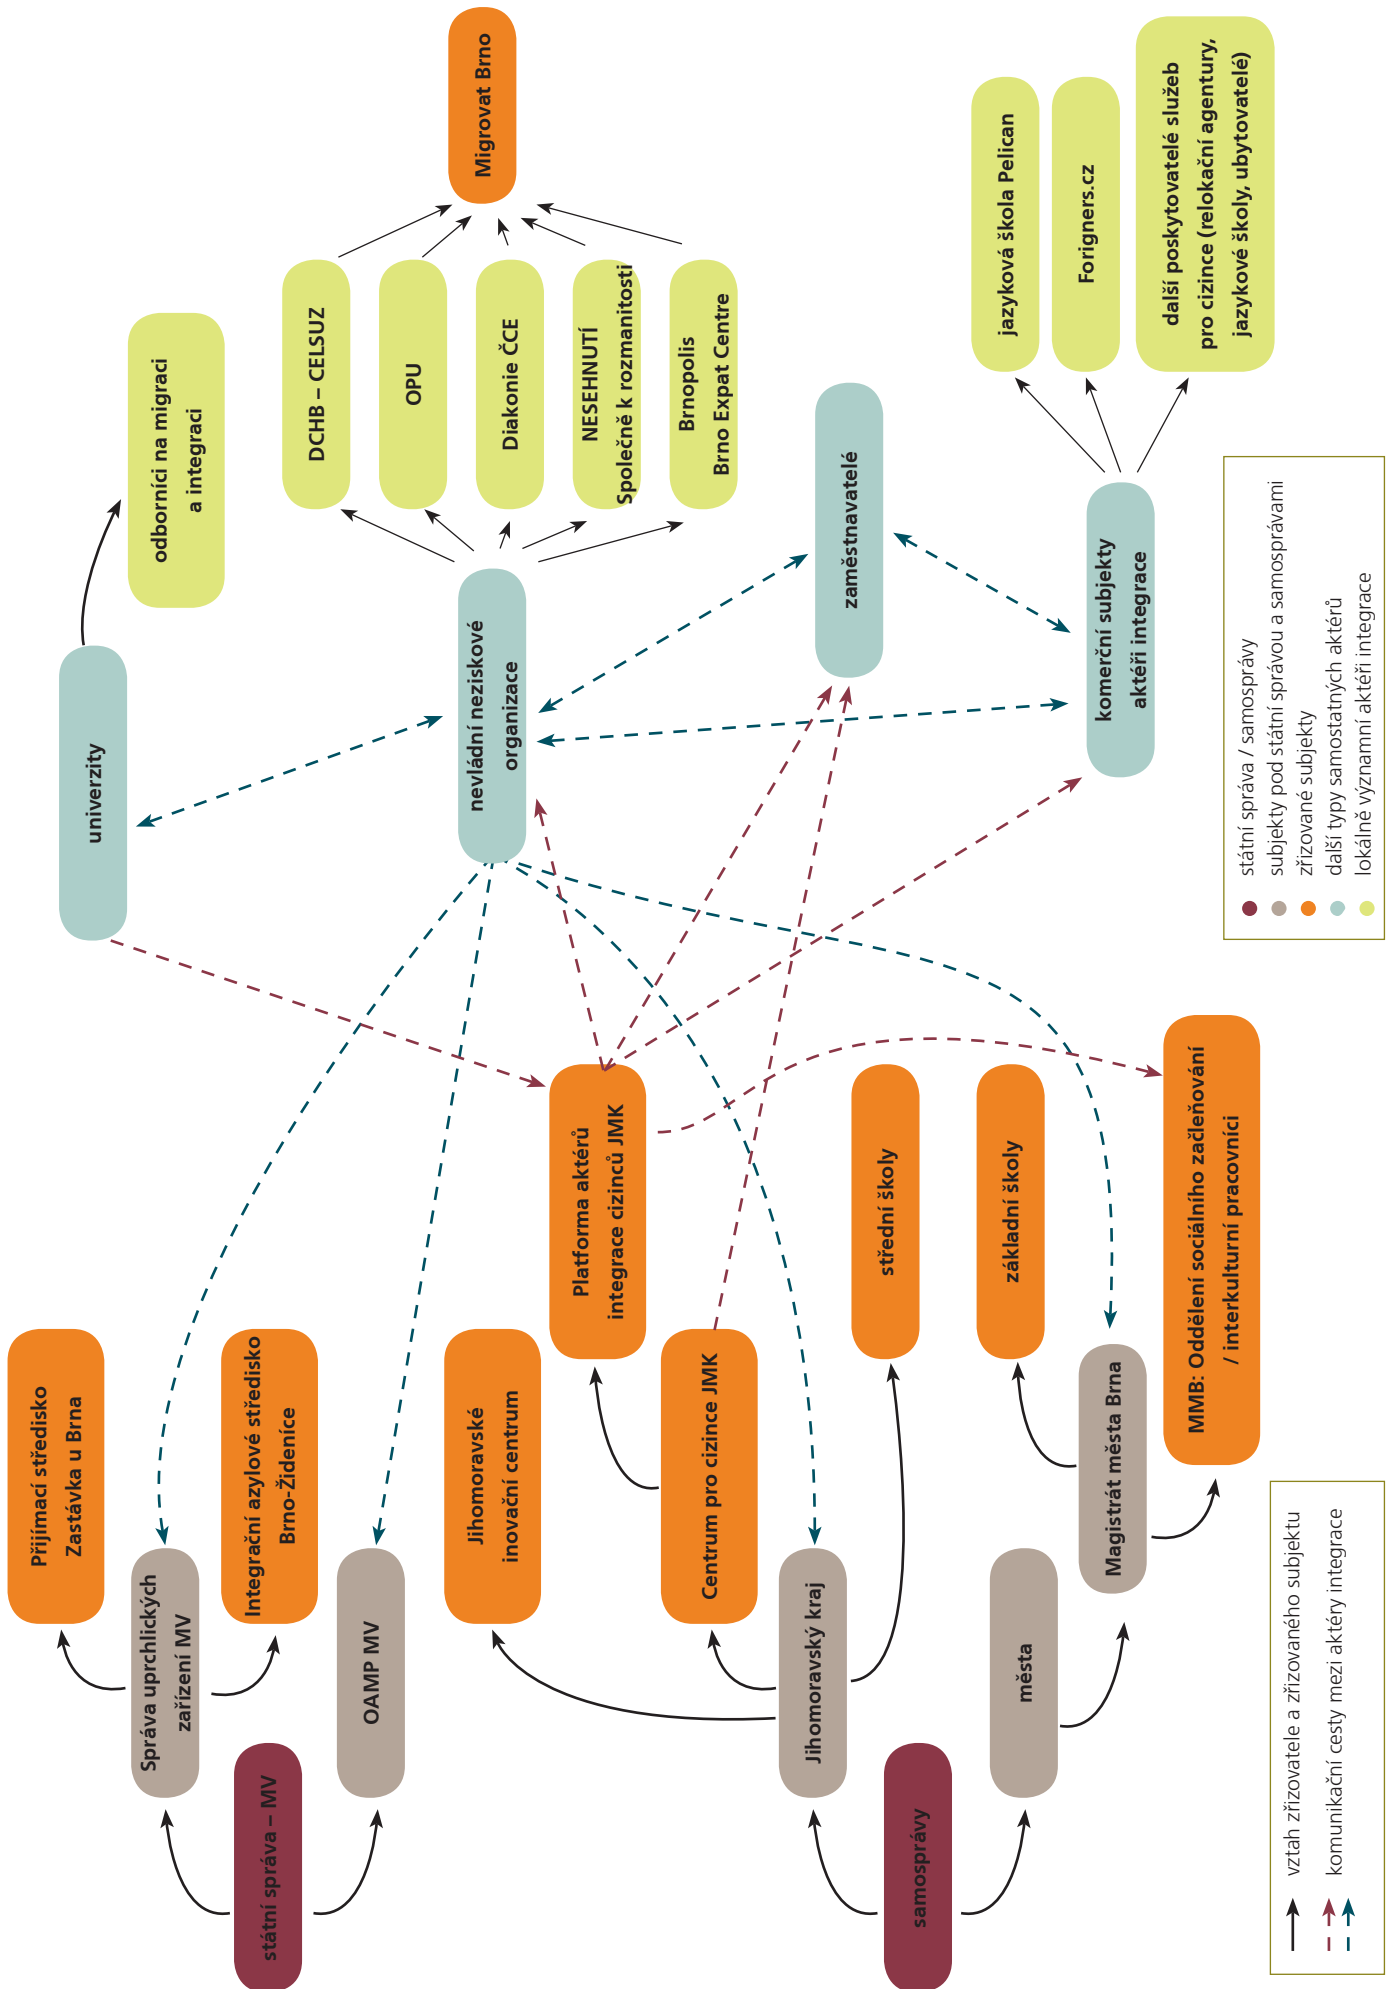 státní správa – MV
samosprávy
Správa uprchlických
zařízení MV
OAMP MV
Jihomoravský kraj
města
Magistrát města Brna
Přijímací středisko
Zastávka u Brna
Integrační azylové středisko
Brno-Židenice
Jihomoravské
inovační centrum
Centrum pro cizince JMK
Platforma aktérů
integrace cizinců JMK
střední školy
základní školy
MMB: Oddělení sociálního začleňování
/ interkulturní pracovníci
univerzity
nevládní neziskové
organizace
zaměstnavatelé
komerční subjekty
aktéři integrace
odborníci na migraci
a integraci
DCHB – CELSUZ
OPU
Diakonie ČCE
NESEHNUTÍ
Společně k rozmanitosti
Brnopolis
Brno Expat Centre
Migrovat Brno
jazyková škola Pelican
Forigners.cz
další poskytovatelé služeb
pro cizince (relokační agentury,
jazykové školy, ubytovatelé)
vztah zřizovatele a zřizovaného subjektu
komunikační cesty mezi aktéry integrace
státní správa / samosprávy
subjekty pod státní správou a samosprávami
zřizované subjekty
další typy samostatných aktérů
lokálně významní aktéři integrace